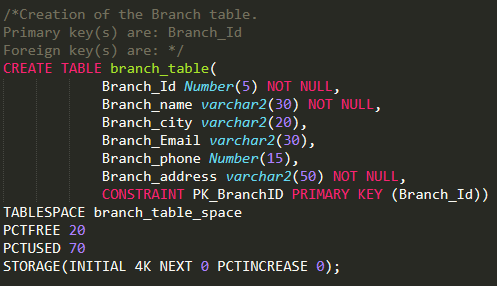 /*Creation of the Branch table.
Primary key(s) are: Branch_Id
Foreign key(s) are: */
CREATE TABLE branch_table(
Branch_Id Number(5) NOT NULL,
Branch_name varchar2(30) NOT NULL,
Branch_city varchar2(20),
Branch_Email varchar2(30),
Branch_phone Number(15),
Branch_address varchar2(50) NOT NULL,
CONSTRAINT PK_BranchID PRIMARY KEY (Branch_Id))
TABLESPACE branch_table_space
PCTFREE 20
PCTUSED 70
STORAGE(INITIAL 4K NEXT 0 PCTINCREASE 0);